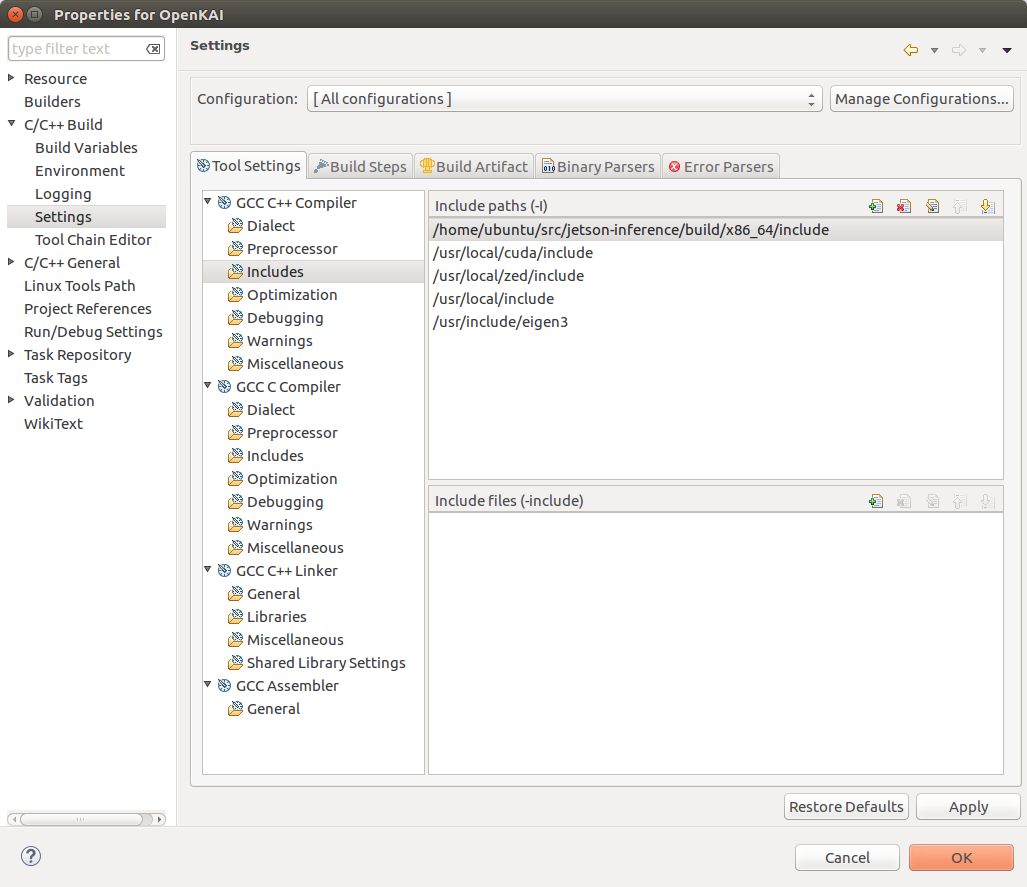 Properties for OpenKAI
type filter text
Resource
Builders
C/C++ Build
Build Variables
Environment
Logging
Settings
Tool Chain Editor
C/C++ General
Linux Tools Path
Project References
Run/Debug Settings
Task Repository
Task Tags
Validation
WikiText
Settings
Configuration: [ All configurations ] Manage Configurations...
Tool Settings Build Steps Build Artifact Binary Parsers Error Parsers
GCC C++ Compiler
Dialect
Preprocessor
Includes
Optimization
Debugging
Warnings
Miscellaneous
GCC C Compiler
Dialect
Preprocessor
Includes
Optimization
Debugging
Warnings
Miscellaneous
GCC C++ Linker
General
Libraries
Miscellaneous
Shared Library Settings
GCC Assembler
General
Include paths (-I)
/home/ubuntu/src/jetson-inference/build/x86_64/include
/usr/local/cuda/include
/usr/local/zed/include
/usr/local/include
/usr/include/eigen3
Include files (-include)
Restore Defaults Apply
Cancel OK